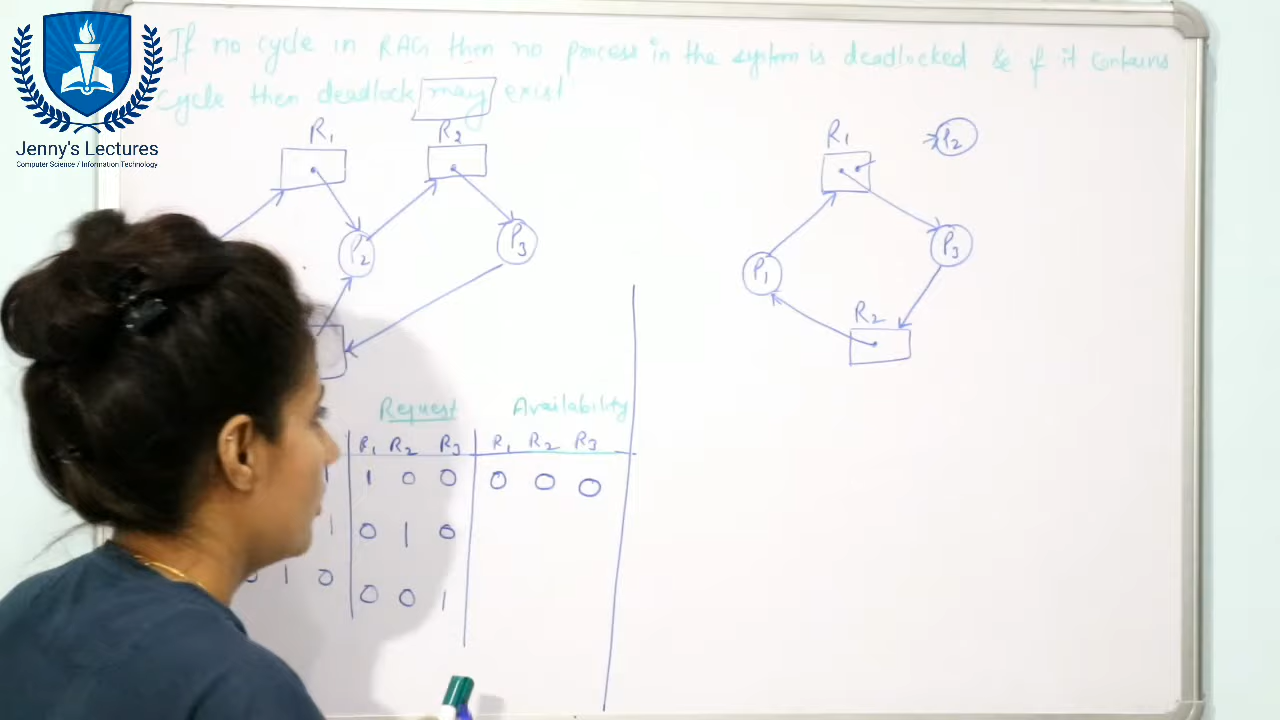 If no cycle in RAG then no process in the system is deadlocked & if it contains
cycle then deadlock may exist
Jenny's Lectures
Computer Science / Information Technology
R1 R2
P2 P3
R1 P2
P1 P3
R2
Request Availability
R1 R2 R3 R1 R2 R3
1 1 0 0 0 0 0
1 0 1 0
0 1 0 0 0 1